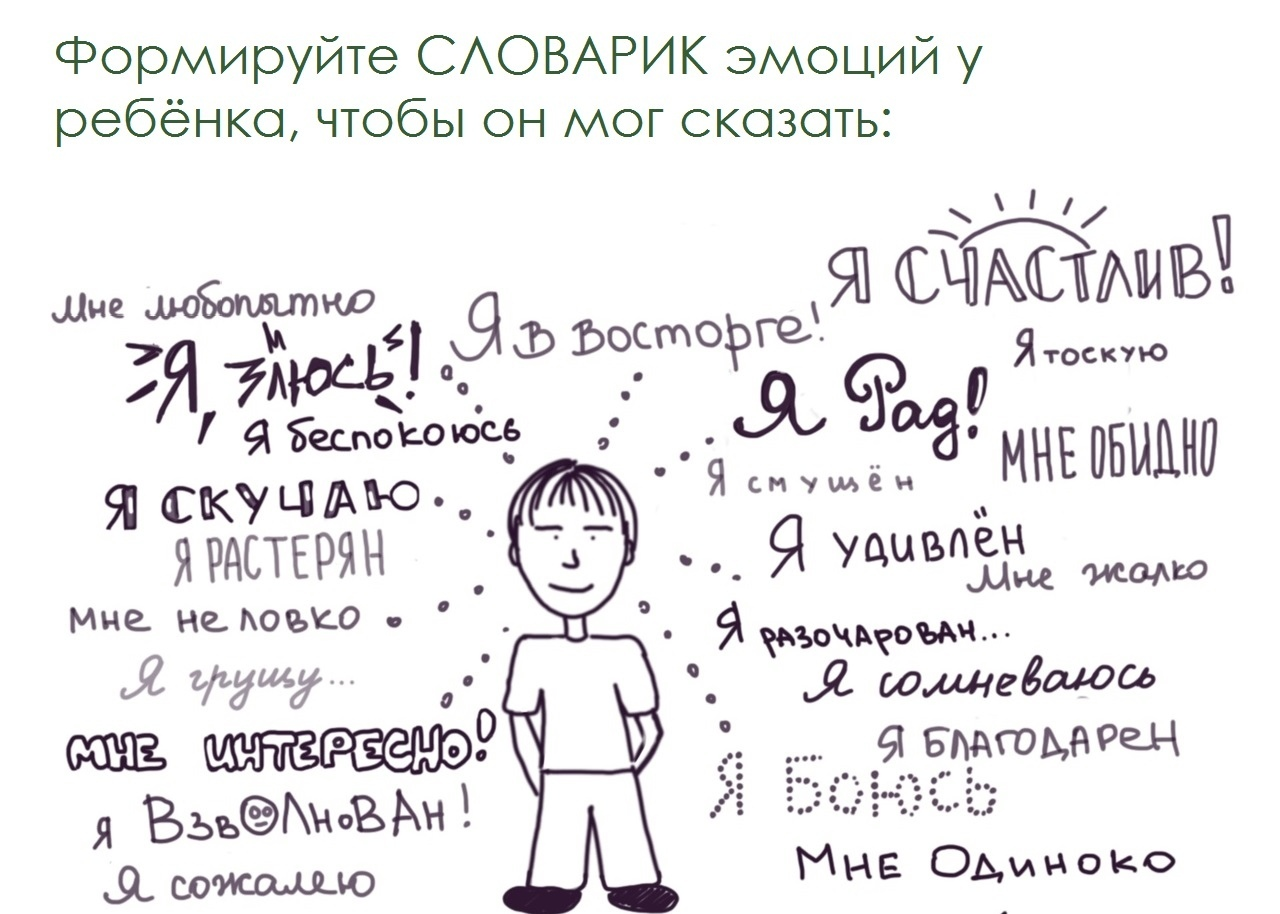 Формируйте СЛОВАРИК эмоций у
ребёнка, чтобы он мог сказать:
Мне любопытно
Я злюсь!
Я беспокоюсь
Я СКУЧАЮ
Я РАСТЕРЯН
Мне неловко
Я грущу...
МНЕ ИНТЕРЕСНО!
Я ВзвОЛноВАн!
Я сожалею
Я в восторге!
Я СЧАСТЛИВ!
Я тоскую
Я Рад!
МНЕ ОБИДНО
Я смущён
Я удивлён
Мне жалко
Я РАЗОЧАРОВАН...
Я сомневаюсь
Я БЛАГОДАРЕН
Я Боюсь
Мне Одиноко